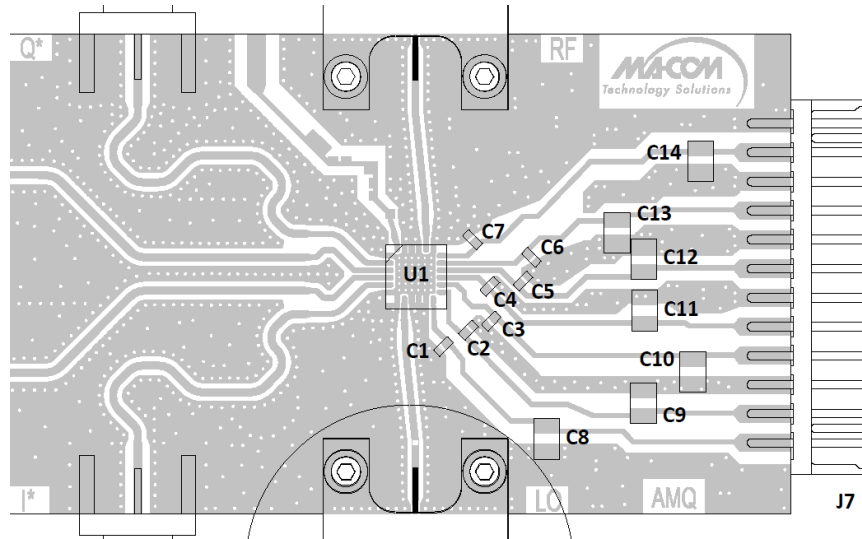 Q*
RF
MACOM
Technology Solutions
C14
C13
C7
C6
C12
U1
C5
C4
C11
C3
C2
C1
C10
C9
C8
I*
LO
AMQ
J7